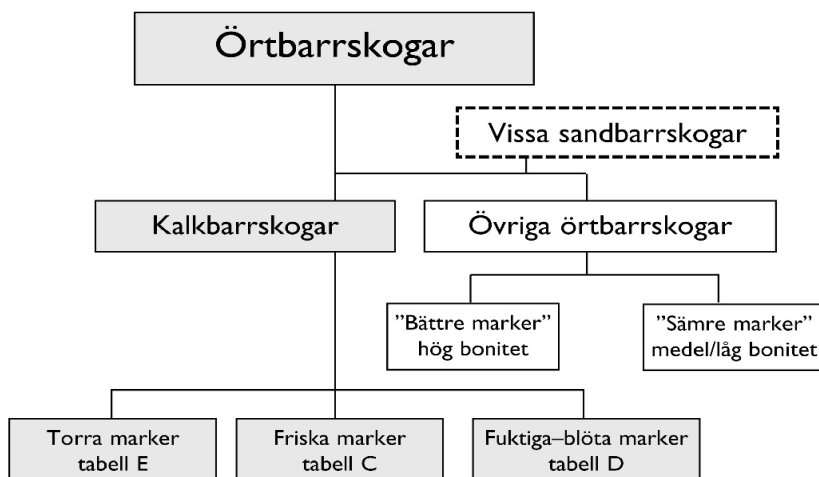 Örtbarrskogar
Vissa sandbarrskogar
Kalkbarrskogar
Övriga örtbarrskogar
”Bättre marker”
hög bonitet
”Sämre marker”
medel/låg bonitet
Torra marker
tabell E
Friska marker
tabell C
Fuktiga–blöta marker
tabell D